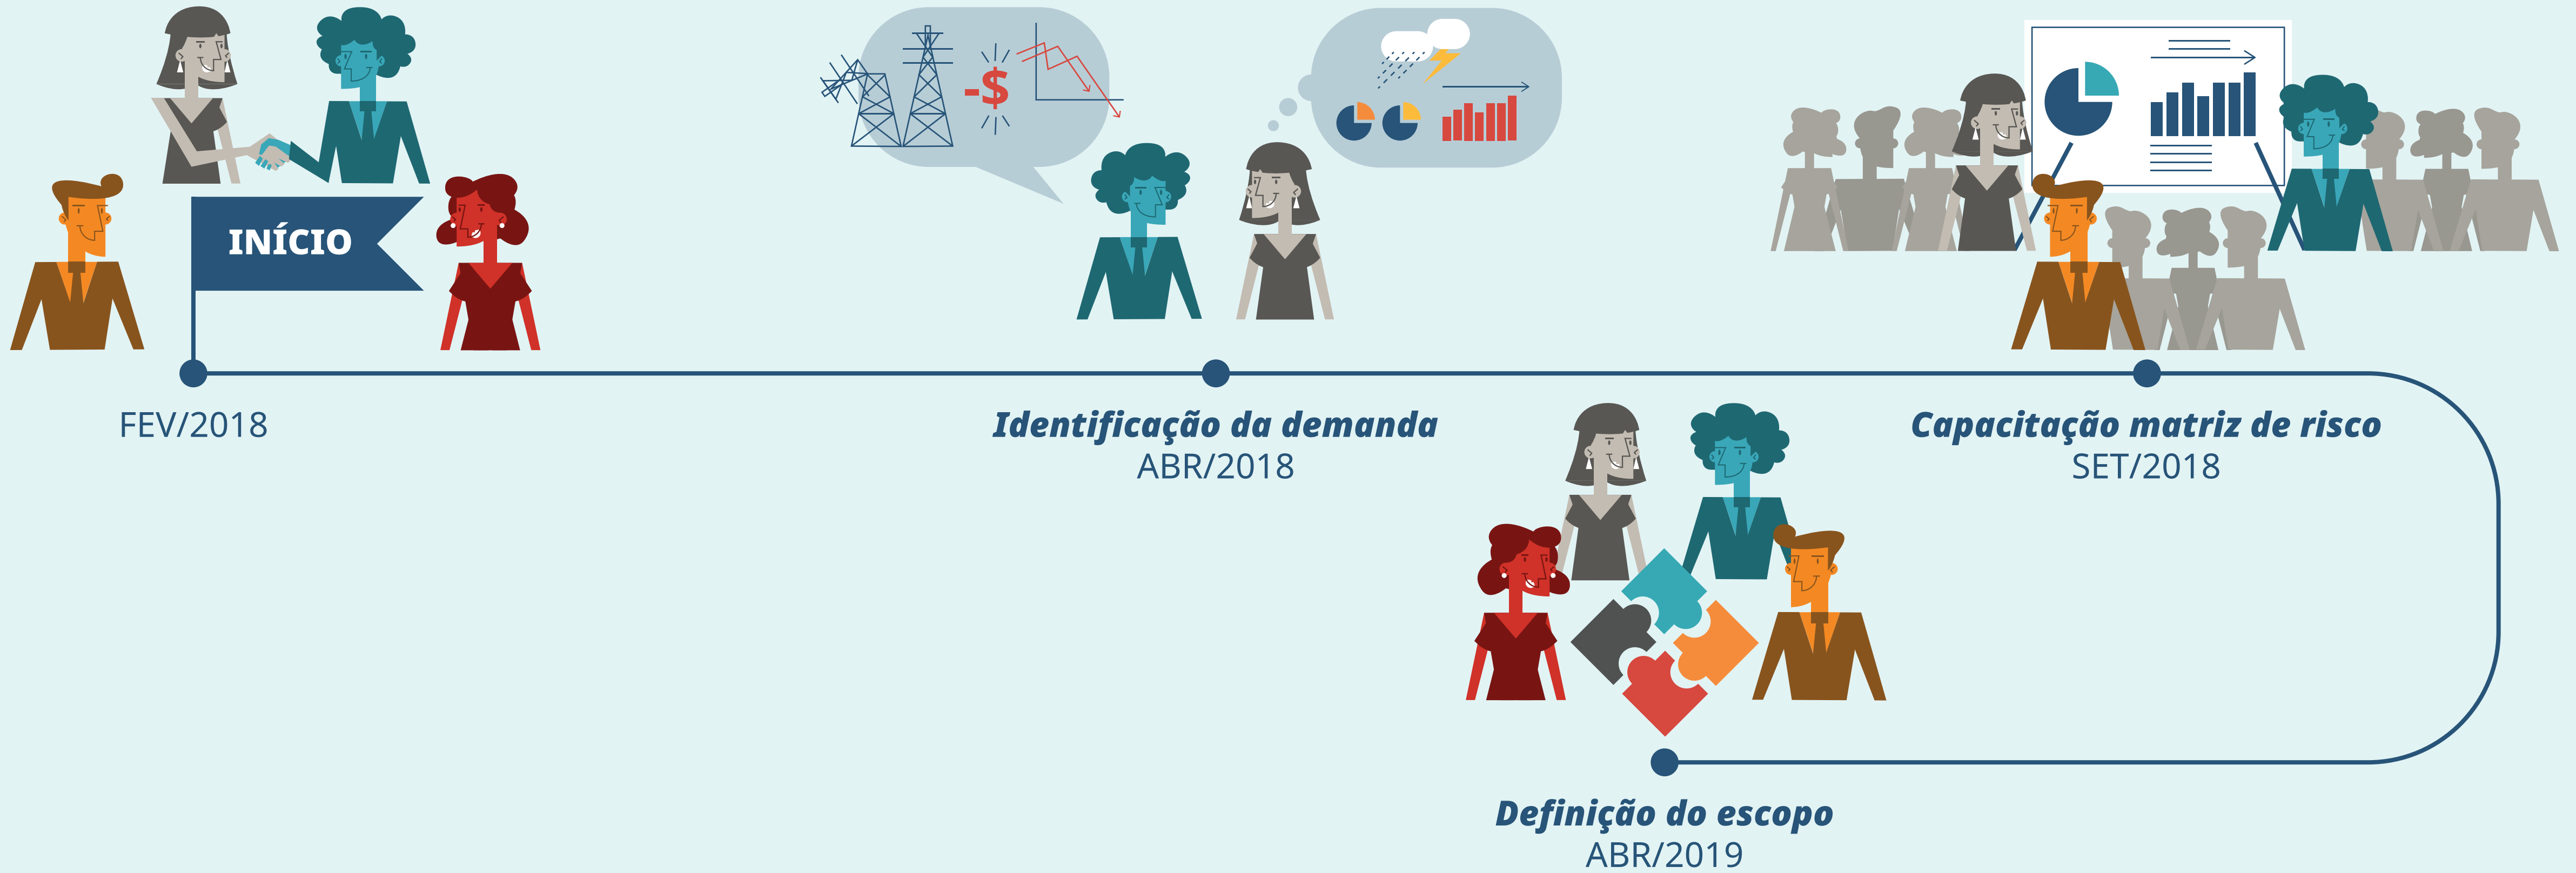 INÍCIO
FEV/2018
-$
Identificação da demanda
ABR/2018
Capacitação matriz de risco
SET/2018
Definição do escopo
ABR/2019